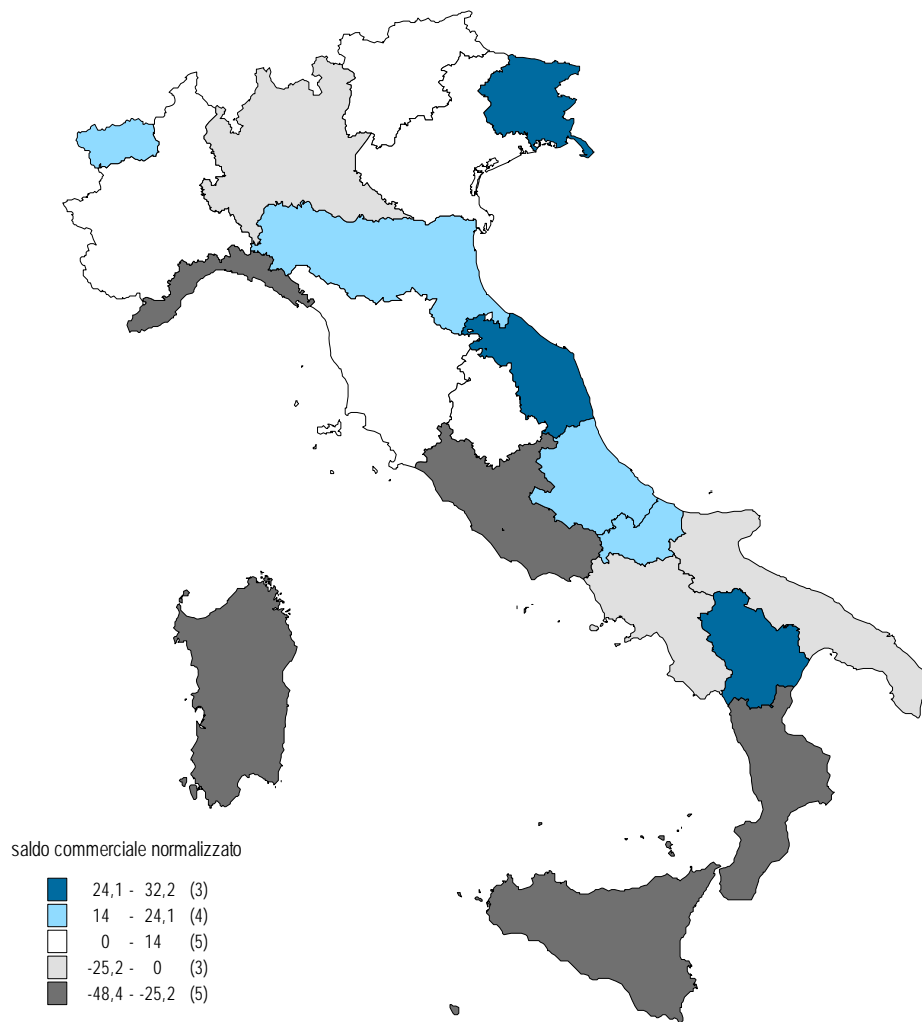 saldo commerciale normalizzato
24,1 - 32,2 (3)
14 - 24,1 (4)
0 - 14 (5)
-25,2 - 0 (3)
-48,4 - -25,2 (5)